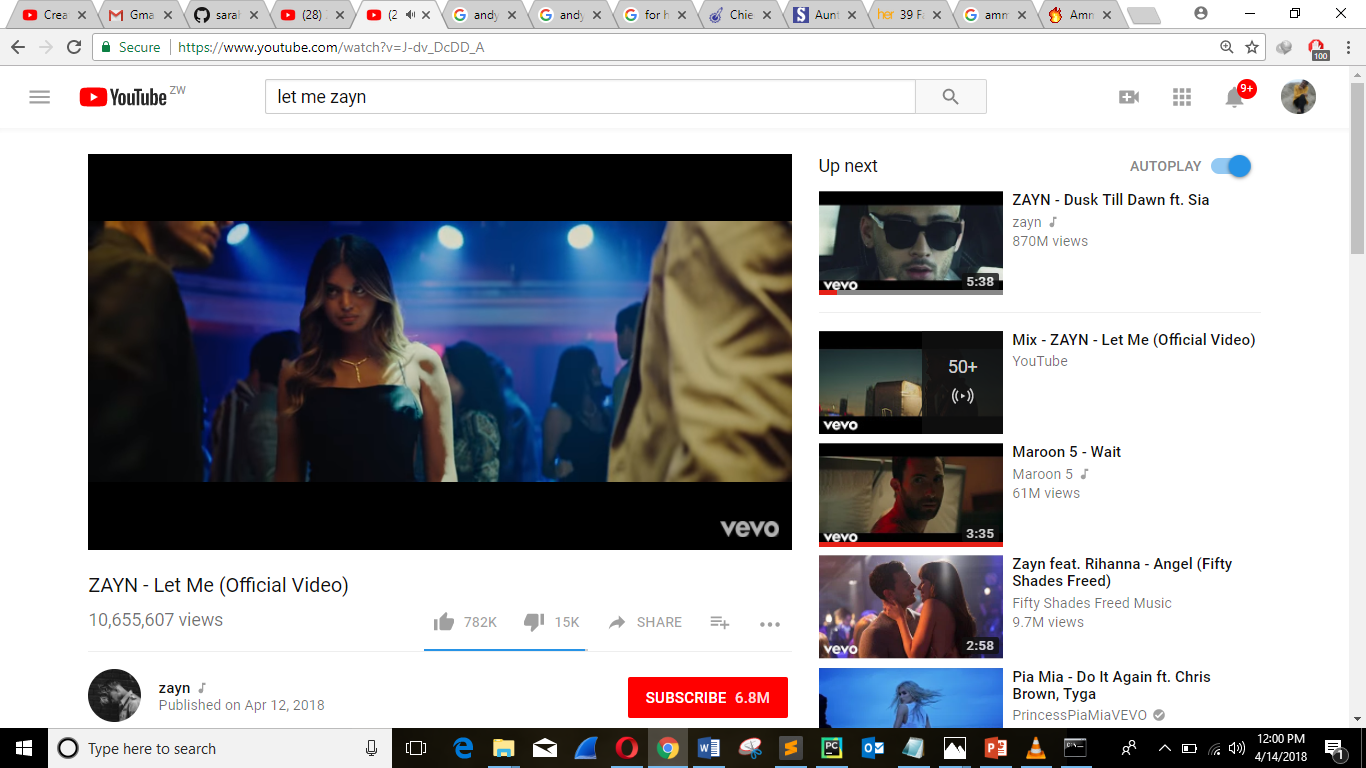 Crea
Gma
sarah
(28)
(2
andy
andy
for h
Chie
Aunt
her 39 Fa
amm
Amn
Secure
https://www.youtube.com/watch?v=J-dv_DcDD_A
100
YouTube ZW
let me zayn
9+
vevo
ZAYN - Let Me (Official Video)
10,655,607 views
782K
15K
SHARE
zayn
Published on Apr 12, 2018
SUBSCRIBE 6.8M
Up next
AUTOPLAY
vevo
5:38
ZAYN - Dusk Till Dawn ft. Sia
zayn
870M views
50+
vevo
Mix - ZAYN - Let Me (Official Video)
YouTube
vevo
3:35
Maroon 5 - Wait
Maroon 5
61M views
vevo
2:58
Zayn feat. Rihanna - Angel (Fifty
Shades Freed)
Fifty Shades Freed Music
9.7M views
Pia Mia - Do It Again ft. Chris
Brown, Tyga
PrincessPiaMiaVEVO
Type here to search
12:00 PM
4/14/2018
1